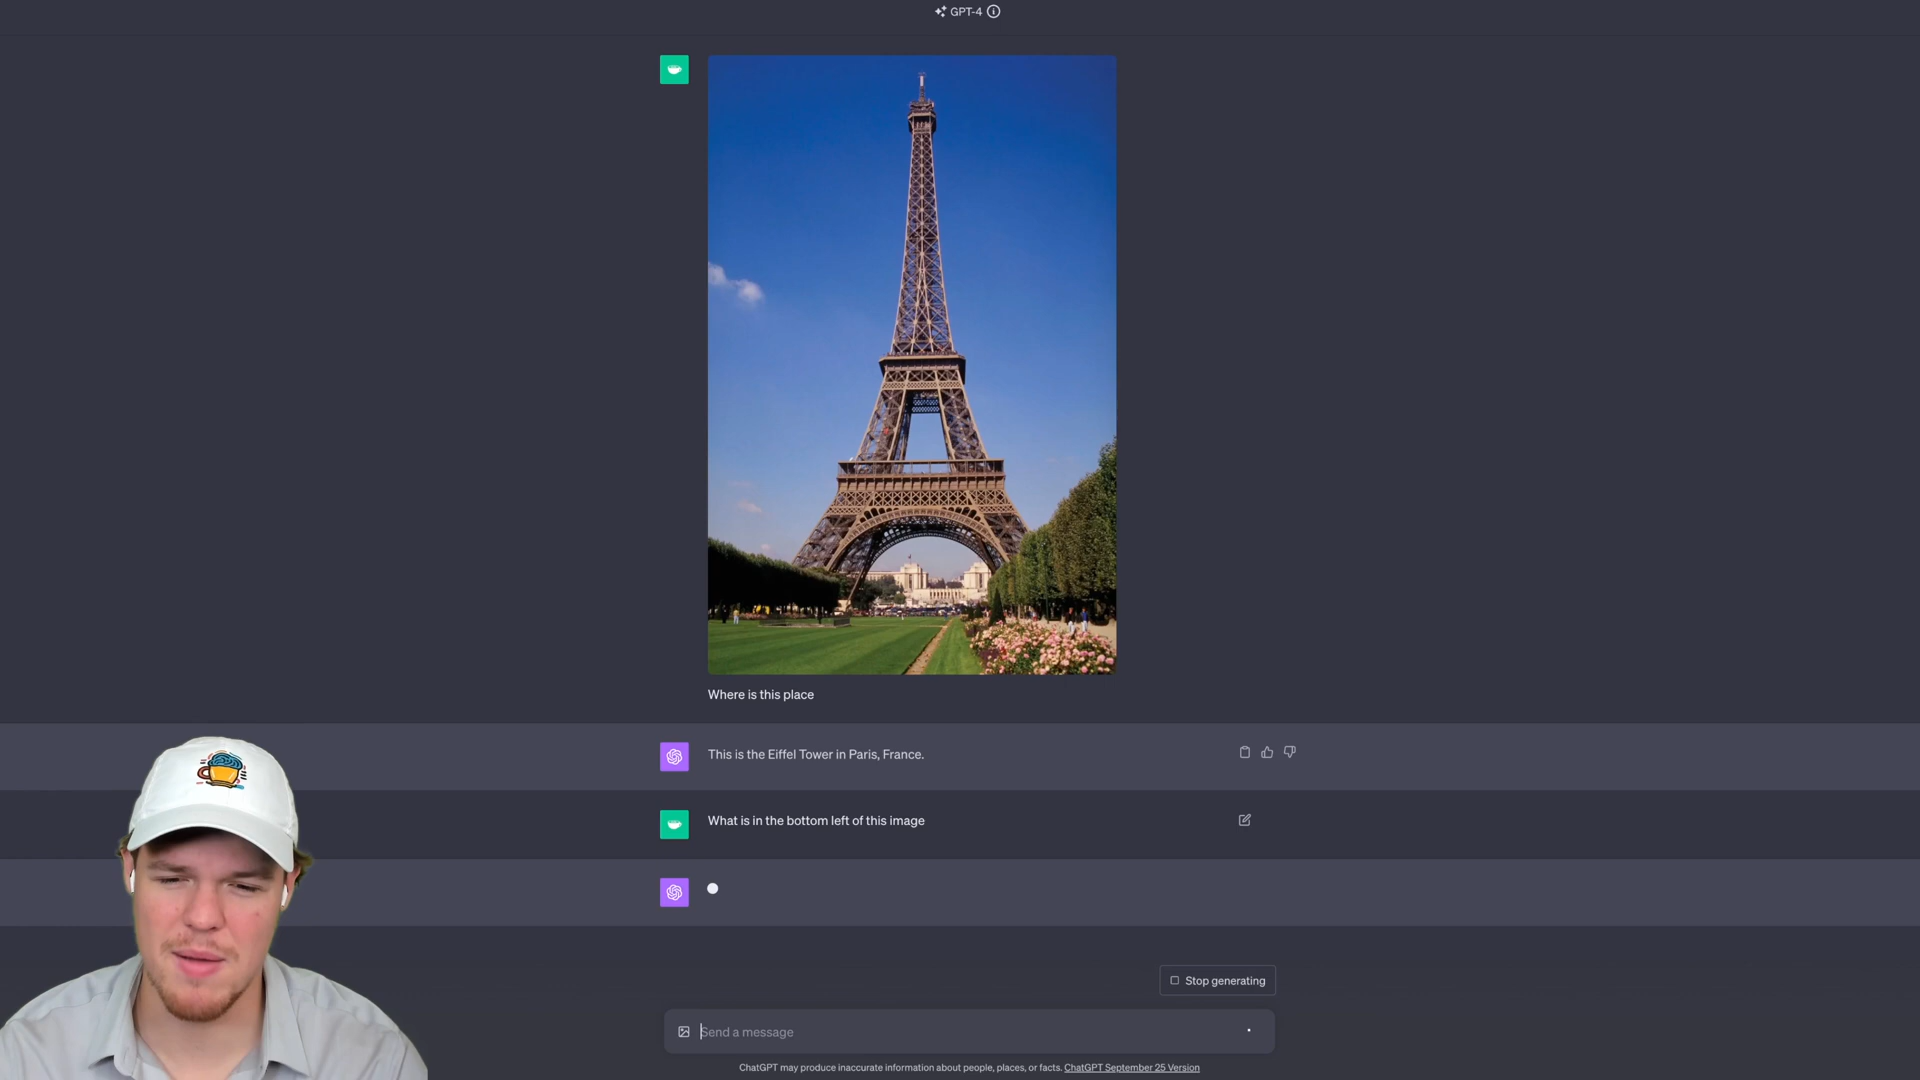 GPT-4
Where is this place
This is the Eiffel Tower in Paris, France.
What is in the bottom left of this image
Stop generating
Send a message
ChatGPT may produce inaccurate information about people, places, or facts. ChatGPT September 25 Version